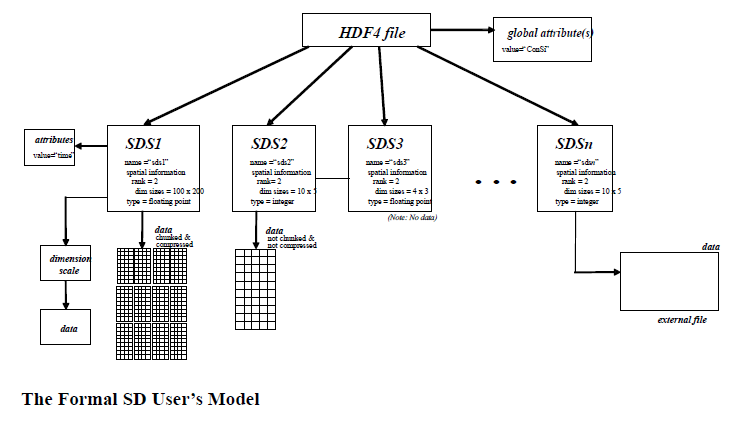 HDF4 file
global attribute(s)
value="ConSi"
attributes
value="time"
SDS1
name ="sds1"
spatial information
rank = 2
dim sizes = 100 x 200
type = floating point
SDS2
name ="sds2"
spatial information
rank= 2
dim sizes = 10 x 5
type = integer
SDS3
name ="sds3"
spatial information
rank = 2
dim sizes = 4 x 3
type = floating point
(Note: No data)
• • •
SDSn
name ="sdsn"
spatial information
rank = 2
dim sizes = 10 x 5
type = integer
data
chunked &
compressed
data
not chunked &
not compressed
dimension
scale
data
data
external file
The Formal SD User's Model